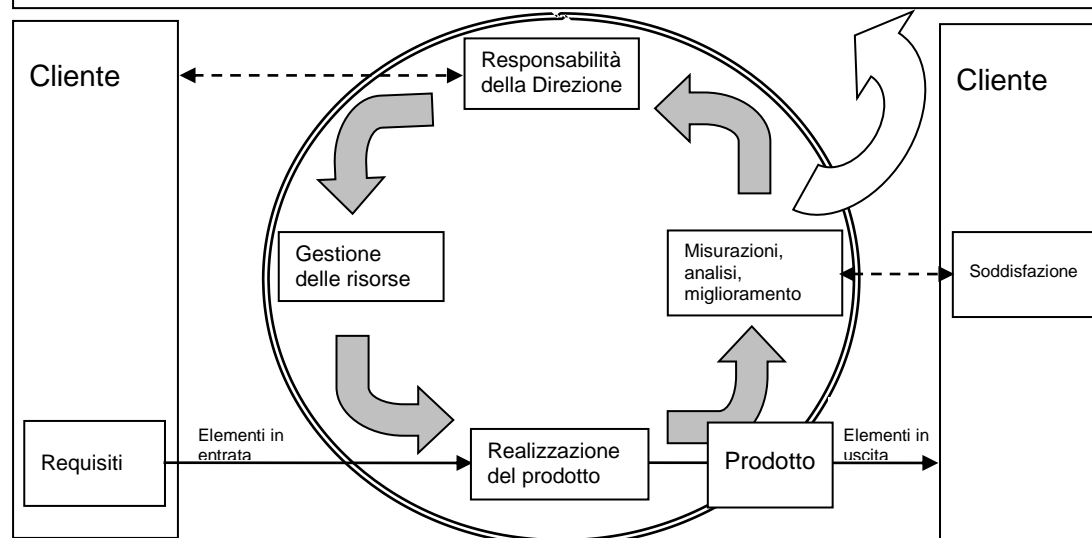 Cliente
Responsabilità
della Direzione
Cliente
Gestione
delle risorse
Misurazioni,
analisi,
miglioramento
Soddisfazione
Requisiti
Elementi in
entrata
Realizzazione
del prodotto
Prodotto
Elementi in
uscita